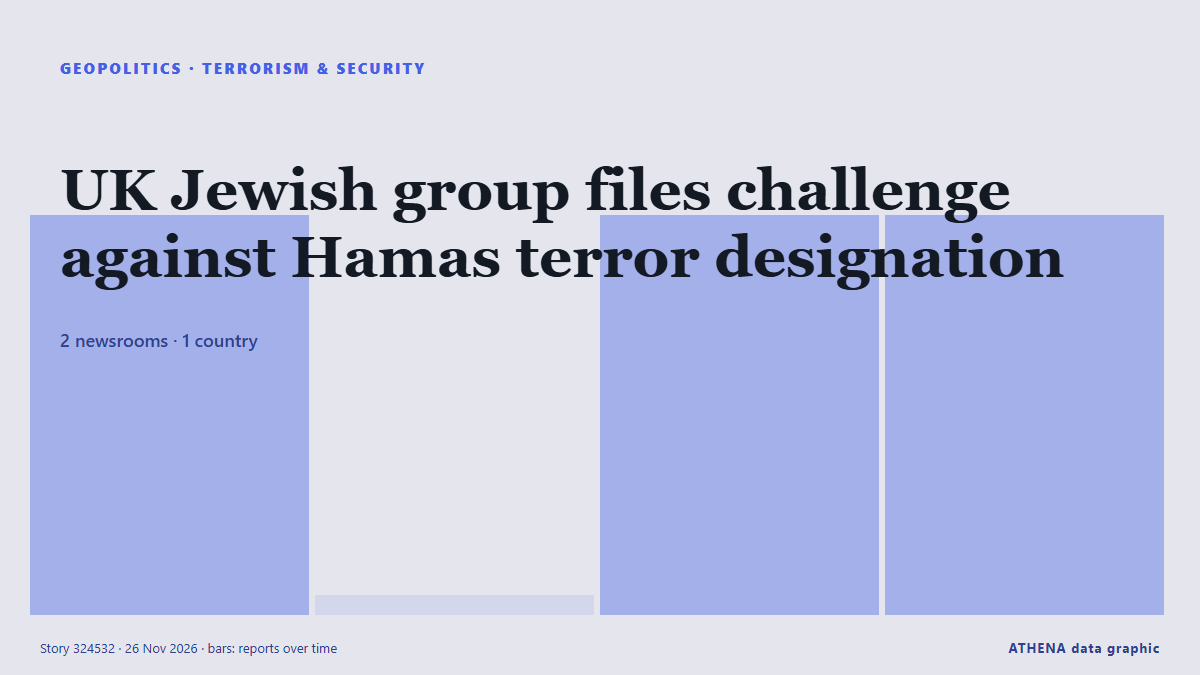 GEOPOLITICS · TERRORISM & SECURITY
UK Jewish group files challenge
against Hamas terror designation
2 newsrooms · 1 country
Story 324532 · 26 Nov 2026 · bars: reports over time
ATHENA data graphic